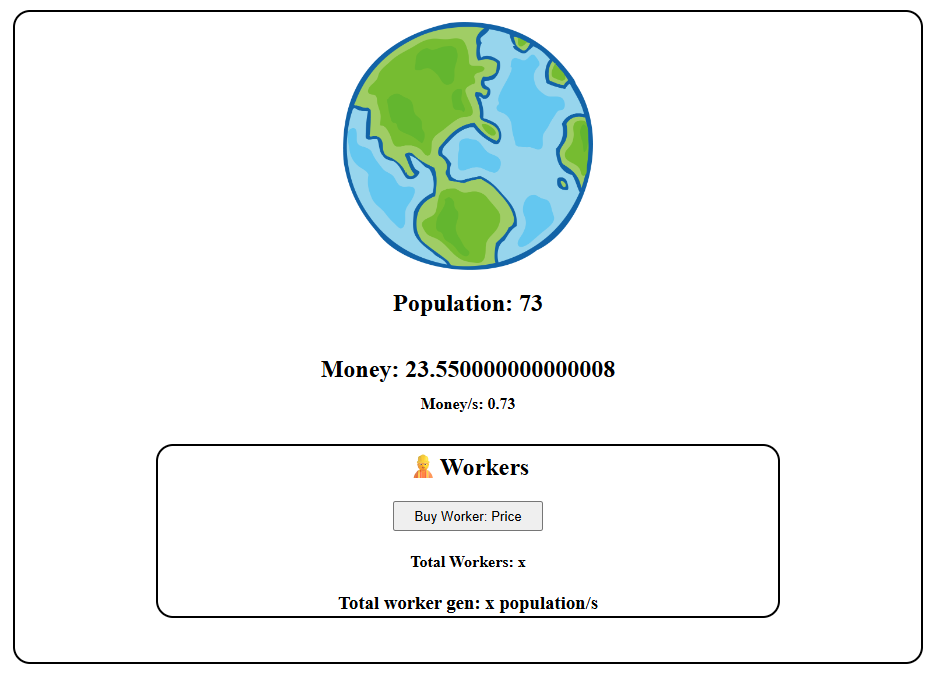 Population: 73
Money: 23.550000000000008
Money/s: 0.73
Workers
Buy Worker: Price
Total Workers: x
Total worker gen: x population/s